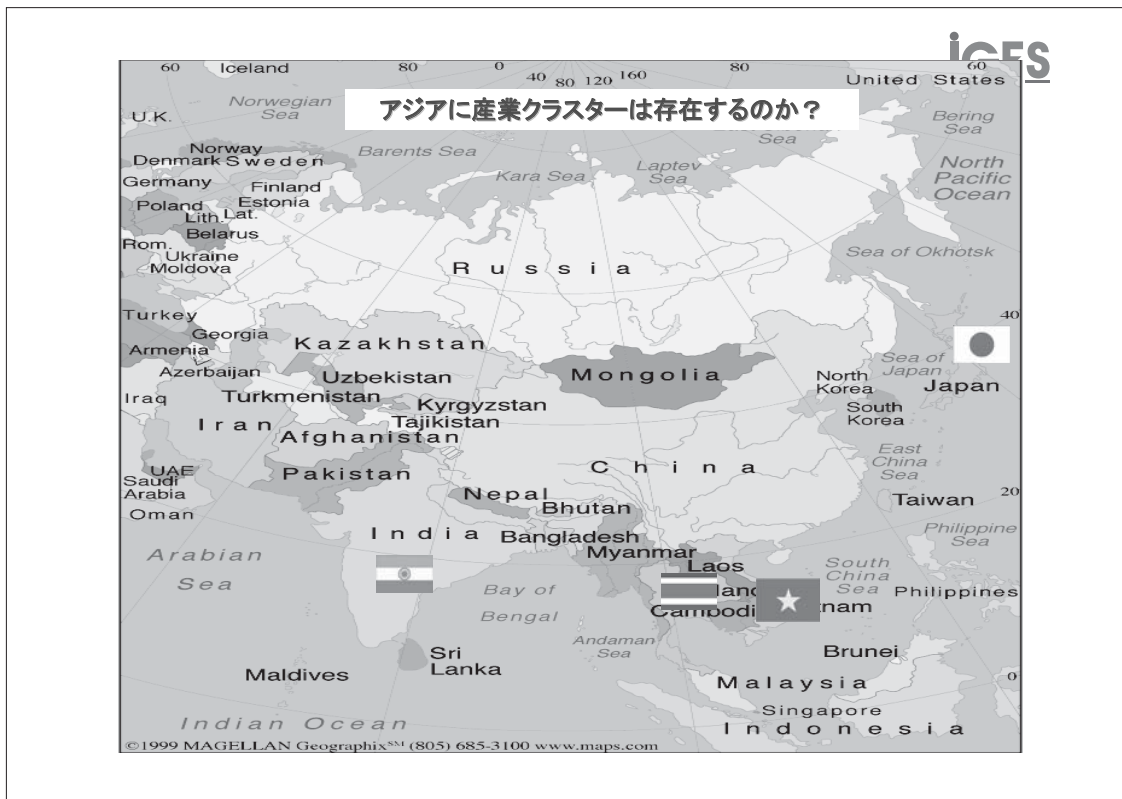 iGES
60
Iceland
80
0
40
80
120
160
80
60
United States
アジアに産業クラスターは存在するのか？
Norwegian
Sea
Bering
Sea
U.K.
Sea
Norway
Barents Sea
Denmark
Sweden
Laptev
Sea
North
Pacific
Ocean
Kara Sea
Germany
Finland
Estonia
Poland
Lith.
Lat.
Belarus
Rom.
Ukraine
Moldova
Sea of Okhotsk
Russia
Turkey
Georgia
40
Armenia
Kazakhstan
Azerbaijan
Uzbekistan
Mongolia
North
Korea
Sea of
Japan
Japan
Iraq
Turkmenistan
Kyrgyzstan
South
Korea
Iran
Tajikistan
Afghanistan
East
China
Sea
UAE
Pakistan
China
Saudi
Arabia
Nepal
20
Taiwan
Oman
Bhutan
India
Bangladesh
Philippine
Sea
Arabian
Sea
Myanmar
Laos
South
China
Sea
Bay of
Bengal
Philippines
Cambodi
nam
Andaman
Sea
Sri
Lanka
Brunei
Maldives
Malaysia
0
Singapore
Indian Ocean
Indonesia
©1999 MAGELLAN Geographix℠ (805) 685-3100 www.maps.com